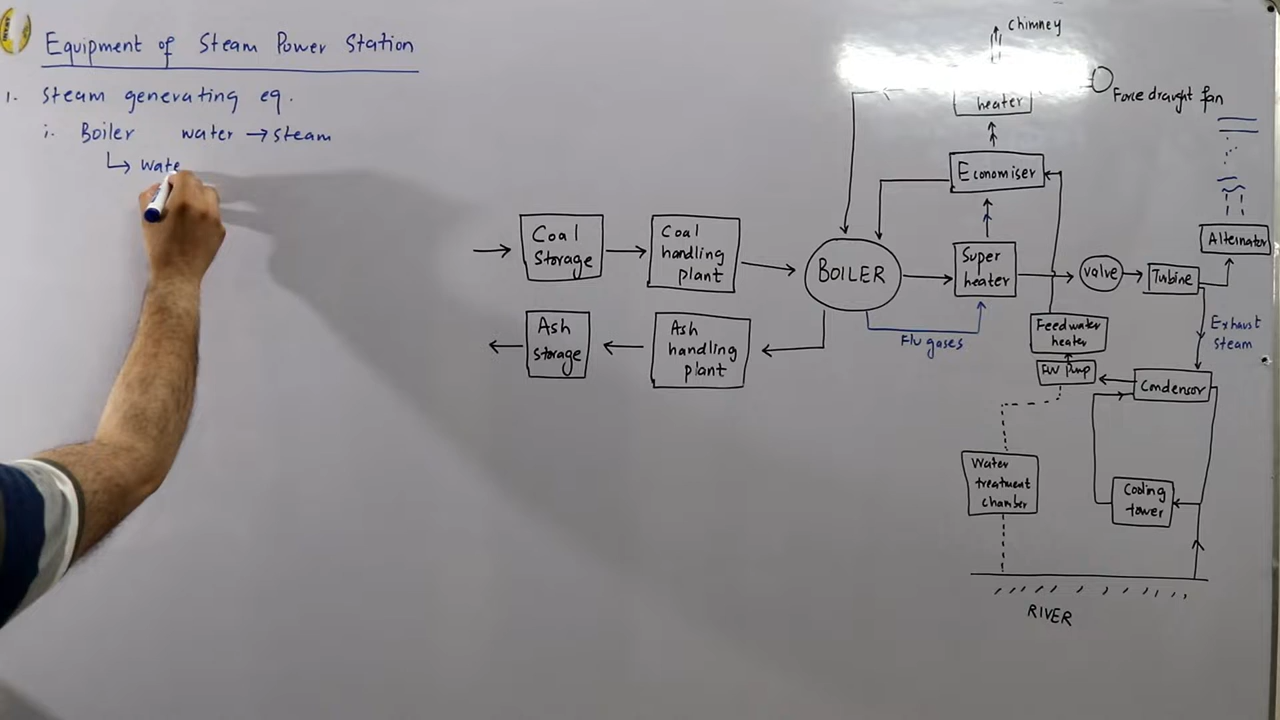 Equipment of Steam Power Station
1. Steam generating eq.
i. Boiler water → steam
↳ wate
chimney
heater
Force draught fan
Economiser
Coal
Storage
Coal
handling
plant
BOILER
Super
heater
valve
Turbine
Alternator
Ash
storage
Ash
handling
plant
Flu gases
Feedwater
heater
FW Pump
Exhaust
steam
Condensor
Water
treatment
chamber
Cooling
tower
RIVER